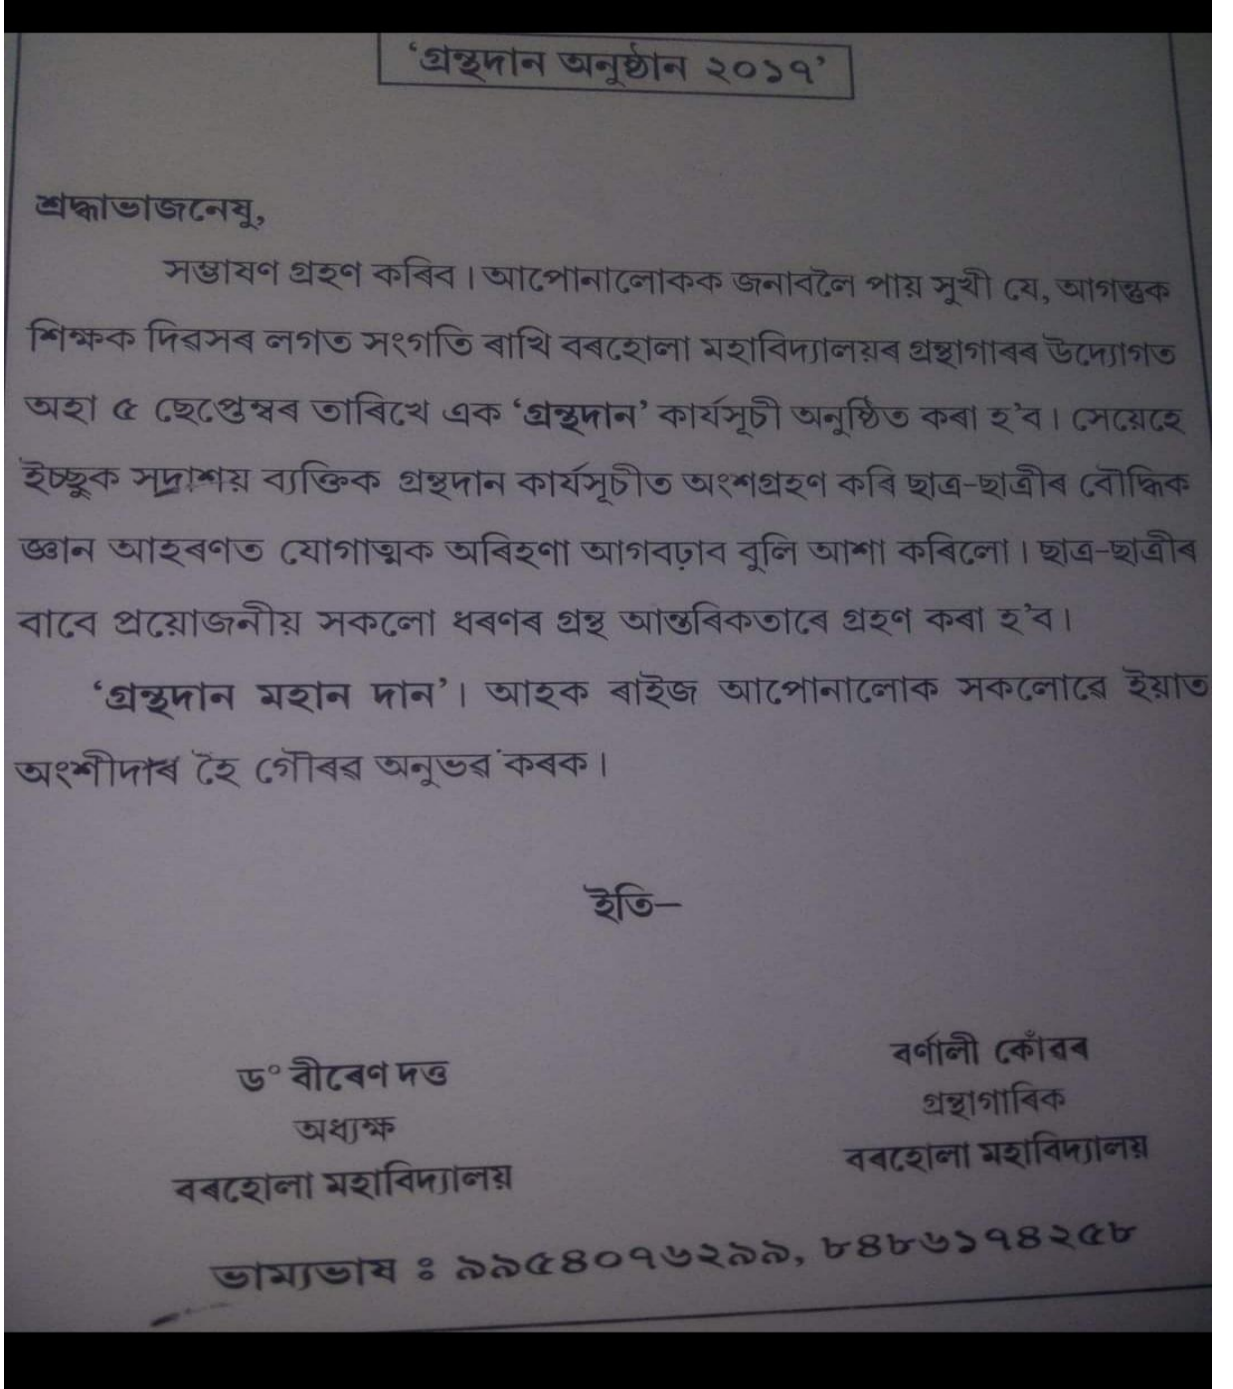 ‘গ্ৰন্থদান অনুষ্ঠান ২০১৭’
শ্ৰদ্ধাভাজনেষু,
সম্ভাষণ গ্ৰহণ কৰিব। আপোনালোকক জনাবলৈ পায় সুখী যে, আগন্তুক
শিক্ষক দিৱসৰ লগত সংগতি ৰাখি বৰহোলা মহাবিদ্যালয়ৰ গ্ৰন্থাগাৰৰ উদ্যোগত
অহা ৫ ছেপ্তেম্বৰ তাৰিখে এক ‘গ্ৰন্থদান’ কাৰ্যসূচী অনুষ্ঠিত কৰা হ’ব। সেয়েহে
ইচ্ছুক সদাশয় ব্যক্তিক গ্ৰন্থদান কাৰ্যসূচীত অংশগ্ৰহণ কৰি ছাত্ৰ-ছাত্ৰীৰ বৌদ্ধিক
জ্ঞান আহৰণত যোগাত্মক অৰিহণা আগবঢ়াব বুলি আশা কৰিলো। ছাত্ৰ-ছাত্ৰীৰ
বাবে প্ৰয়োজনীয় সকলো ধৰণৰ গ্ৰন্থ আন্তৰিকতাৰে গ্ৰহণ কৰা হ’ব।
‘গ্ৰন্থদান মহান দান’। আহক ৰাইজ আপোনালোক সকলোৱে ইয়াত
অংশীদাৰ হৈ গৌৰৱ অনুভৱ কৰক।
ইতি–
ড° বীৰেণ দত্ত
অধ্যক্ষ
বৰহোলা মহাবিদ্যালয়
বৰ্ণালী কোঁৱৰ
গ্ৰন্থাগাৰিক
বৰহোলা মহাবিদ্যালয়
ভাম্যভাষ ঃ ৯৯৫৪০৭৬২৯৯, ৮৪৮৬১৭৪২৫৮